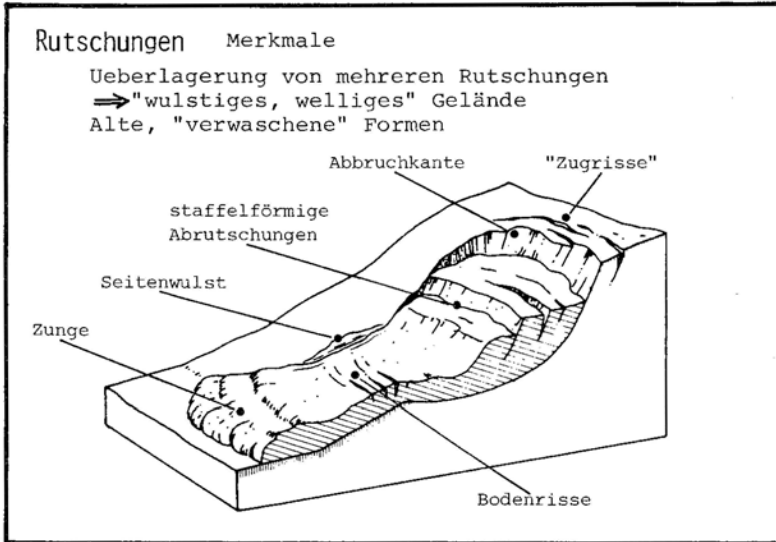 Rutschungen Merkmale
Ueberlagerung von mehreren Rutschungen
⇒"wulstiges, welliges" Gelände
Alte, "verwaschene" Formen
Abbruchkante "Zugrisse"
staffelförmige
Abrutschungen
Seitenwulst
Zunge
Bodenrisse